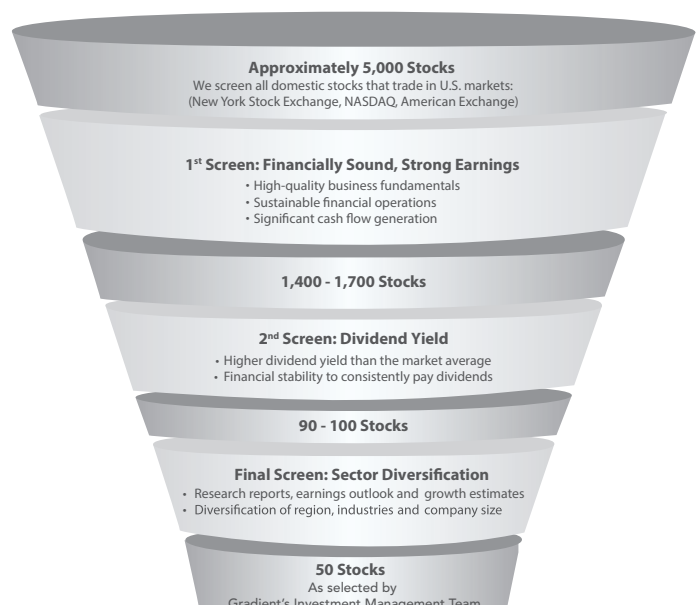 Approximately 5,000 Stocks
We screen all domestic stocks that trade in U.S. markets:
(New York Stock Exchange, NASDAQ, American Exchange)
1st Screen: Financially Sound, Strong Earnings
• High-quality business fundamentals
• Sustainable financial operations
• Significant cash flow generation
1,400 - 1,700 Stocks
2nd Screen: Dividend Yield
• Higher dividend yield than the market average
• Financial stability to consistently pay dividends
90 - 100 Stocks
Final Screen: Sector Diversification
• Research reports, earnings outlook and growth estimates
• Diversification of region, industries and company size
50 Stocks
As selected by
Gradient's Investment Management Team